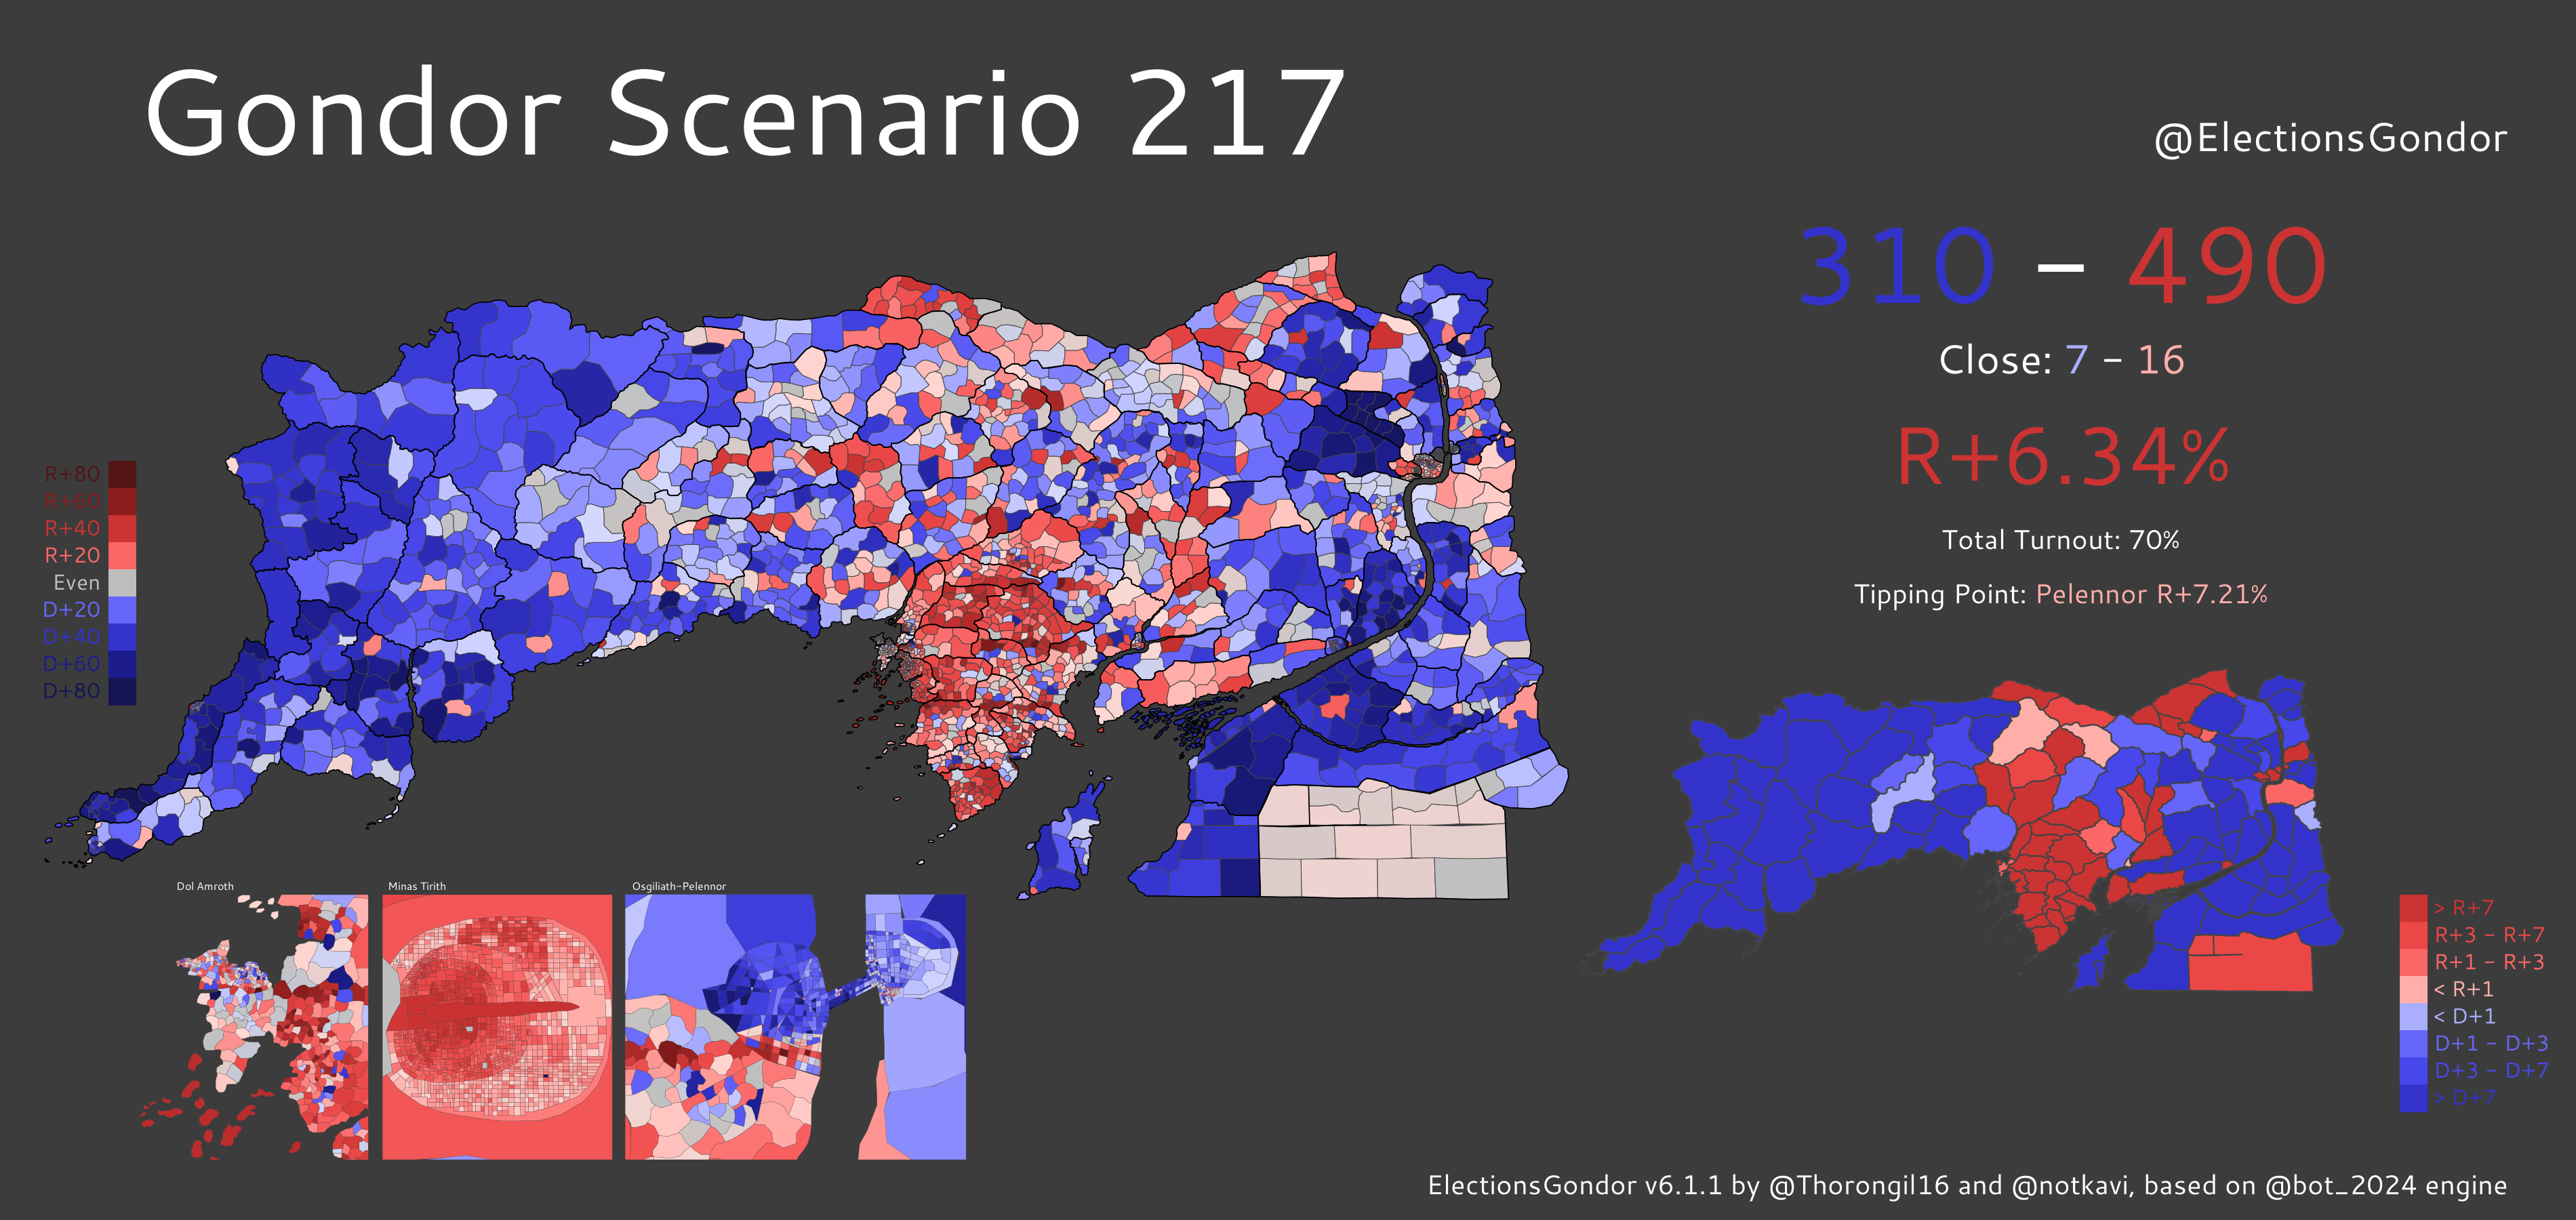 Gondor Scenario 217
@ElectionsGondor
310 – 490
Close: 7 – 16
R+6.34%
Total Turnout: 70%
Tipping Point: Pelennor R+7.21%
R+80
R+60
R+40
R+20
Even
D+20
D+40
D+60
D+80
Dol Amroth
Minas Tirith
Osgiliath-Pelennor
> R+7
R+3 – R+7
R+1 – R+3
< R+1
< D+1
D+1 – D+3
D+3 – D+7
> D+7
ElectionsGondor v6.1.1 by @Thorongil16 and @notkavi, based on @bot_2024 engine